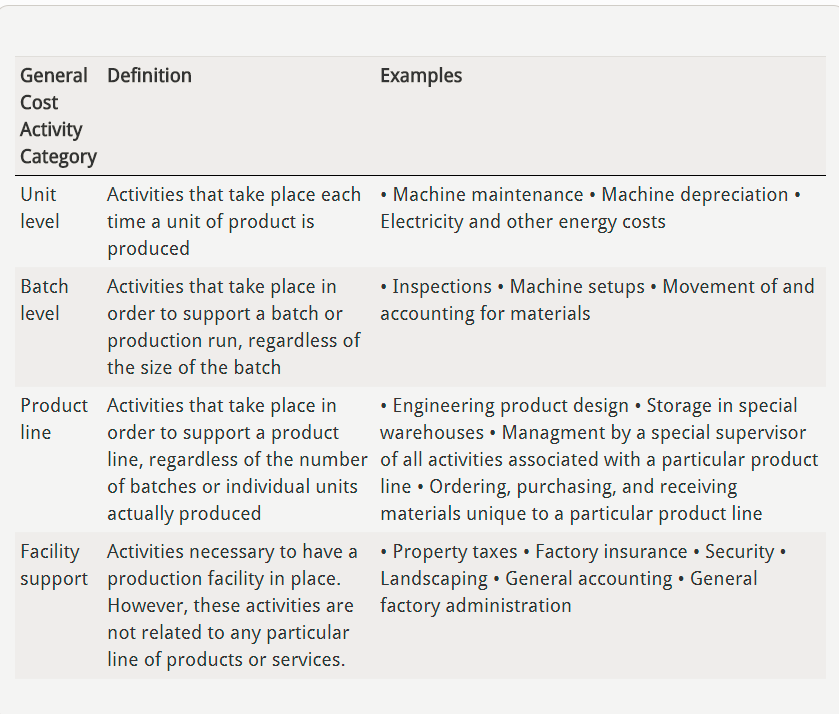 General Cost Activity Category
Definition
Examples
Unit level
Activities that take place each
time a unit of product is
produced
• Machine maintenance • Machine depreciation •
Electricity and other energy costs
Batch level
Activities that take place in
order to support a batch or
production run, regardless of
the size of the batch
• Inspections • Machine setups • Movement of and
accounting for materials
Product line
Activities that take place in
order to support a product
line, regardless of the number
of batches or individual units
actually produced
• Engineering product design • Storage in special
warehouses • Managment by a special supervisor
of all activities associated with a particular product
line • Ordering, purchasing, and receiving
materials unique to a particular product line
Facility support
Activities necessary to have a
production facility in place.
However, these activities are
not related to any particular
line of products or services.
• Property taxes • Factory insurance • Security •
Landscaping • General accounting • General
factory administration